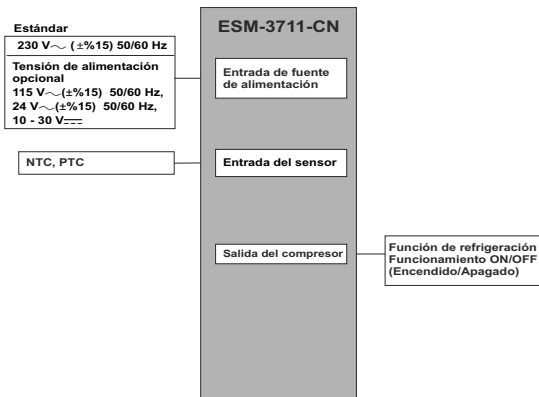 Estándar
230 V～ (±%15) 50/60 Hz
Tensión de alimentación
opcional
115 V～(±%15) 50/60 Hz,
24 V～(±%15) 50/60 Hz,
10 - 30 V⎓
NTC, PTC
ESM-3711-CN
Entrada de fuente
de alimentación
Entrada del sensor
Salida del compresor
Función de refrigeración
Funcionamiento ON/OFF
(Encendido/Apagado)